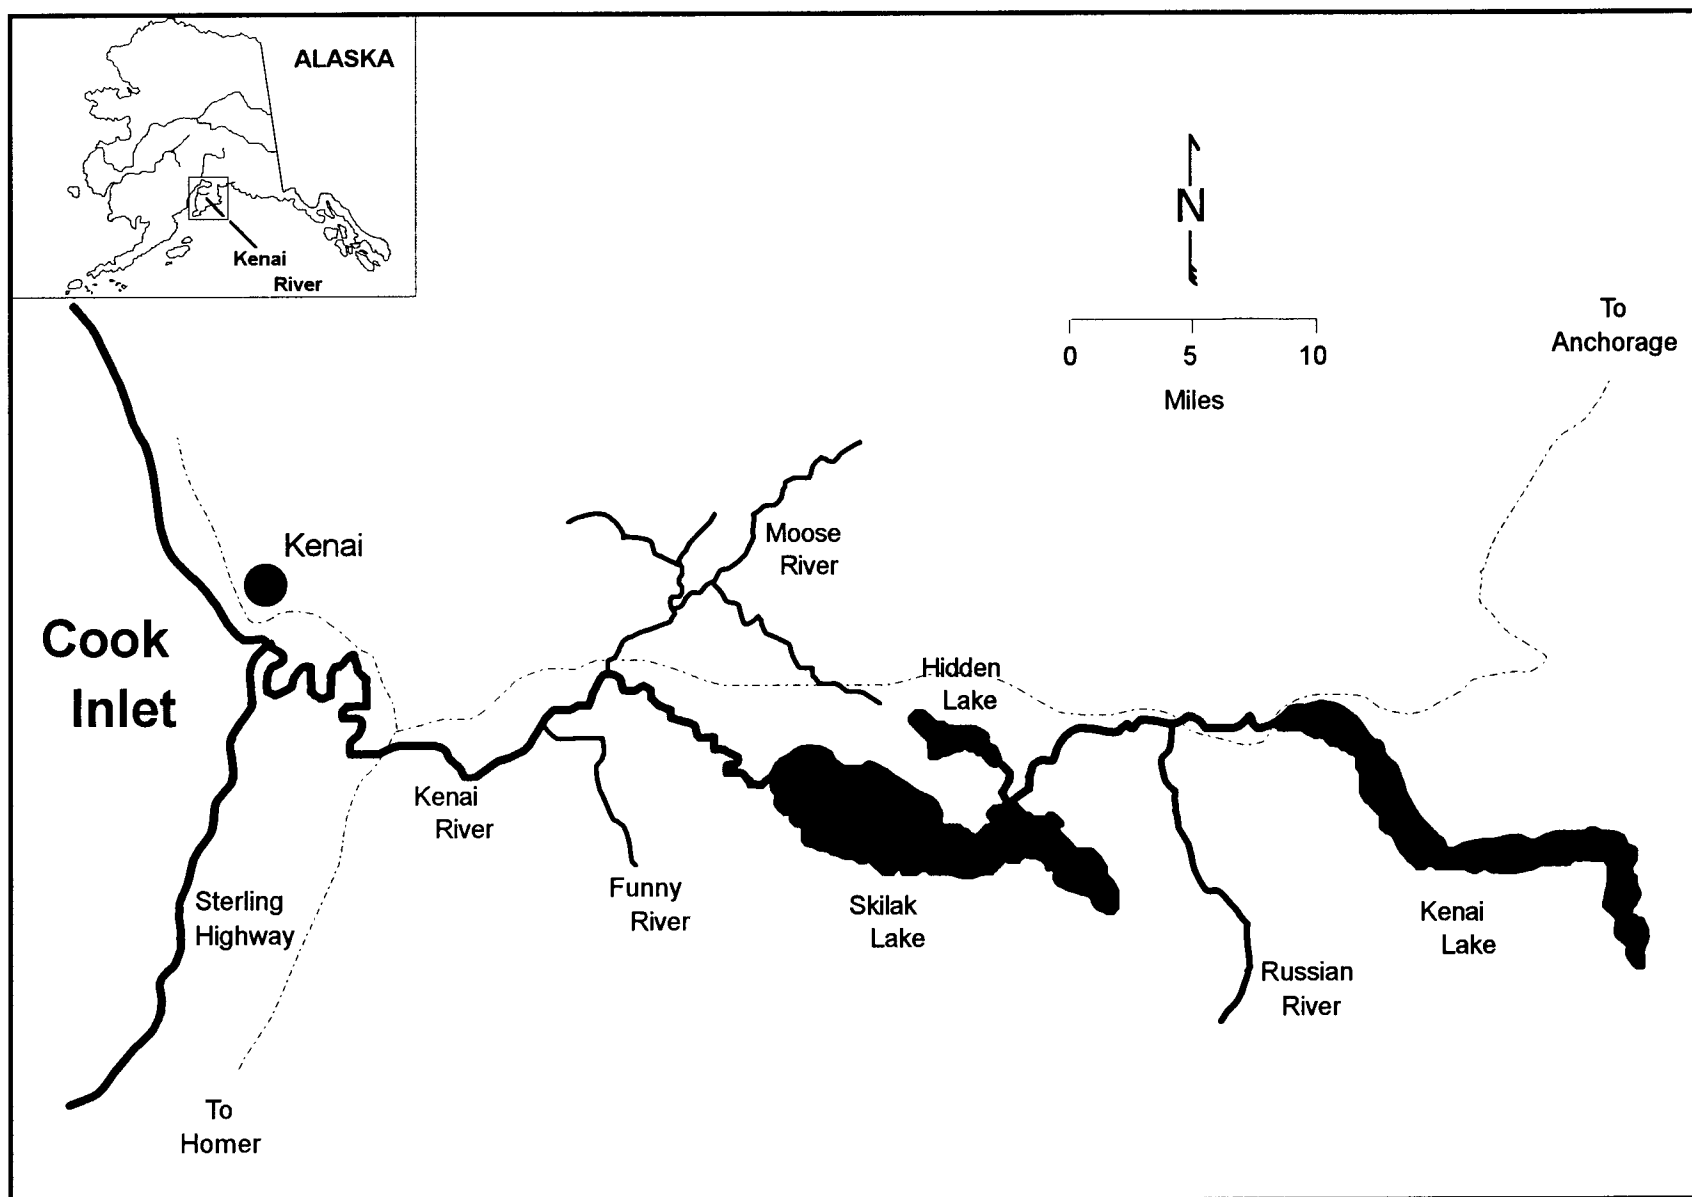 ALASKA
Kenai
River
N
0 5 10
Miles
To
Anchorage
Kenai
Moose
River
Cook
Inlet
Hidden
Lake
Kenai
River
Sterling
Highway
Funny
River
Skilak
Lake
Kenai
Lake
Russian
River
To
Homer